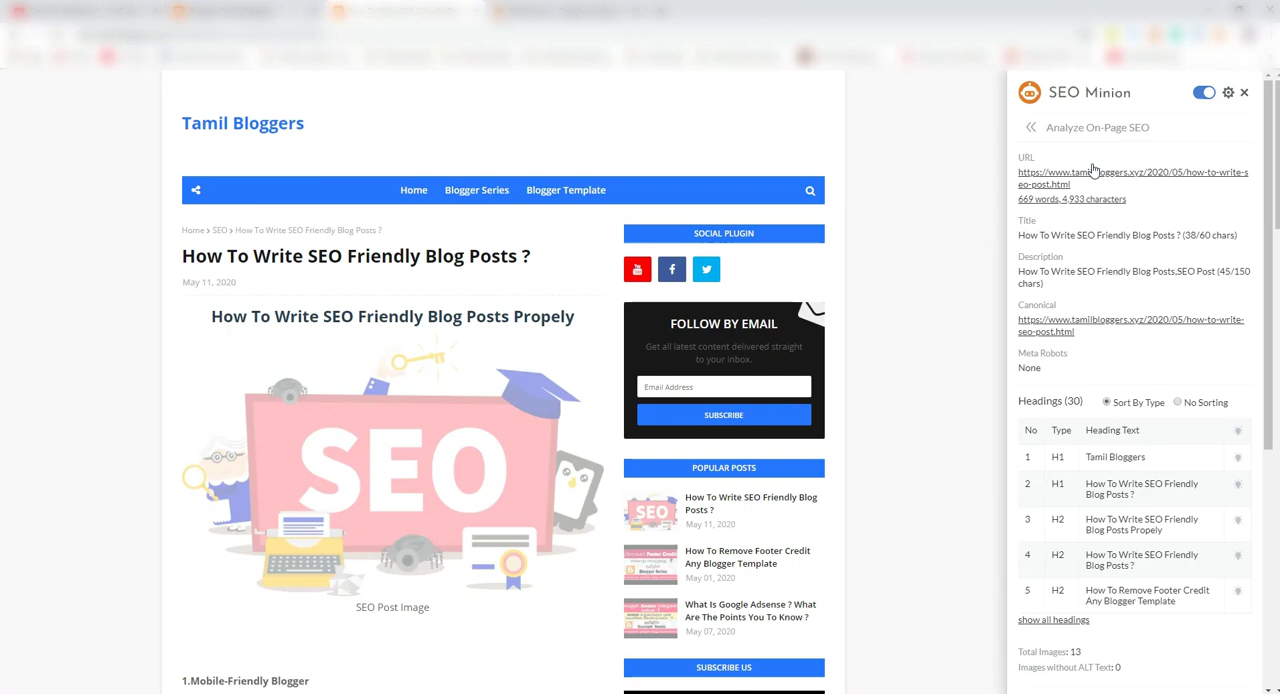 Tamil Bloggers
Home Blogger Series Blogger Template
Home > SEO > How To Write SEO Friendly Blog Posts ?
How To Write SEO Friendly Blog Posts ?
May 11, 2020
How To Write SEO Friendly Blog Posts Propely
SEO
SEO Post Image
1.Mobile-Friendly Blogger
SOCIAL PLUGIN
FOLLOW BY EMAIL
Get all latest content delivered straight
to your inbox.
Email Address
SUBSCRIBE
POPULAR POSTS
SEO
How To Write SEO Friendly Blog
Posts ?
May 11, 2020
How To Remove Footer Credit
Any Blogger Template
May 01, 2020
What Is Google Adsense ? What
Are The Points You To Know ?
May 07, 2020
SUBSCRIBE US
SEO Minion
Analyze On-Page SEO
URL
https://www.tamilbloggers.xyz/2020/05/how-to-write-s
eo-post.html
669 words, 4,933 characters
Title
How To Write SEO Friendly Blog Posts ? (38/60 chars)
Description
How To Write SEO Friendly Blog Posts,SEO Post (45/150
chars)
Canonical
https://www.tamilbloggers.xyz/2020/05/how-to-write-
seo-post.html
Meta Robots
None
Headings (30) Sort By Type No Sorting
No Type Heading Text
1 H1 Tamil Bloggers
2 H1 How To Write SEO Friendly
Blog Posts ?
3 H2 How To Write SEO Friendly
Blog Posts Propely
4 H2 How To Write SEO Friendly
Blog Posts ?
5 H2 How To Remove Footer Credit
Any Blogger Template
show all headings
Total Images: 13
Images without ALT Text: 0